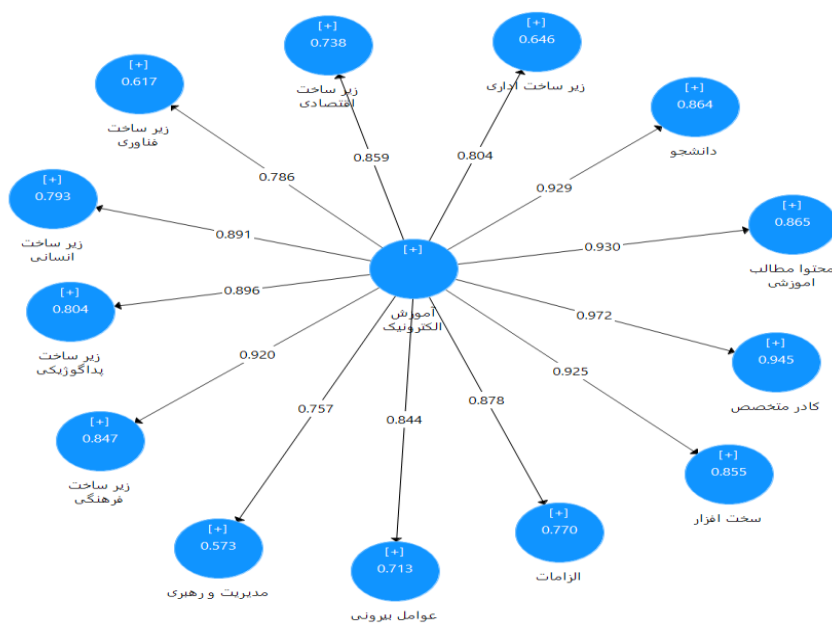 [+]
0.646
زیر ساخت اداری
[+]
0.738
زیر ساخت
اقتصادی
[+]
0.617
زیر ساخت
فناوری
[+]
0.864
دانشجو
[+]
0.793
زیر ساخت
انسانی
[+]
0.865
محتوا مطالب
اموزشی
[+]
آموزش
الکترونیک
[+]
0.804
زیر ساخت
پداگوژیکی
[+]
0.945
کادر متخصص
[+]
0.847
زیر ساخت
فرهنگی
[+]
0.855
سخت افزار
[+]
0.573
مدیریت و رهبری
[+]
0.713
عوامل بیرونی
[+]
0.770
الزامات
0.804
0.859
0.786
0.929
0.891
0.930
0.896
0.972
0.920
0.925
0.757
0.844
0.878